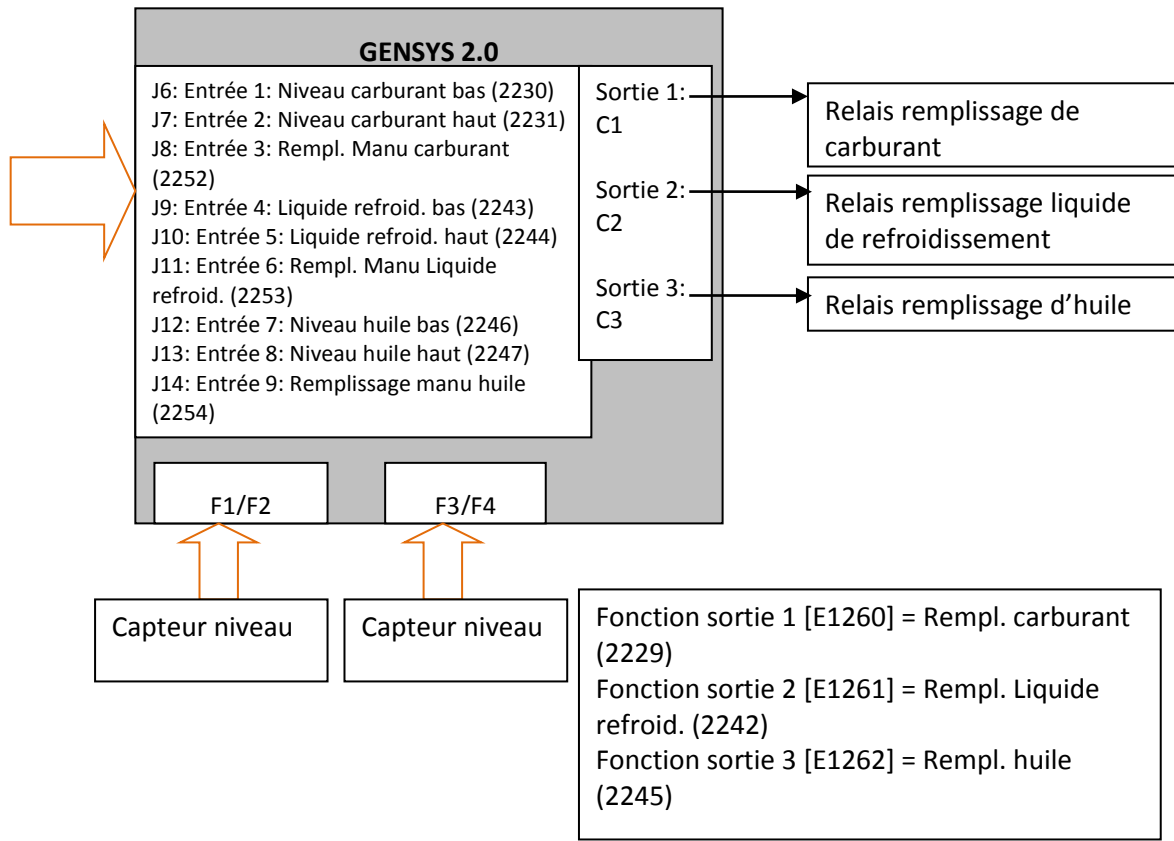 GENSYS 2.0
J6: Entrée 1: Niveau carburant bas (2230)
J7: Entrée 2: Niveau carburant haut (2231)
J8: Entrée 3: Rempl. Manu carburant
(2252)
J9: Entrée 4: Liquide refroid. bas (2243)
J10: Entrée 5: Liquide refroid. haut (2244)
J11: Entrée 6: Rempl. Manu Liquide
refroid. (2253)
J12: Entrée 7: Niveau huile bas (2246)
J13: Entrée 8: Niveau huile haut (2247)
J14: Entrée 9: Remplissage manu huile
(2254)
Sortie 1:
C1
Sortie 2:
C2
Sortie 3:
C3
Relais remplissage de
carburant
Relais remplissage liquide
de refroidissement
Relais remplissage d’huile
F1/F2
F3/F4
Capteur niveau
Capteur niveau
Fonction sortie 1 [E1260] = Rempl. carburant
(2229)
Fonction sortie 2 [E1261] = Rempl. Liquide
refroid. (2242)
Fonction sortie 3 [E1262] = Rempl. huile
(2245)